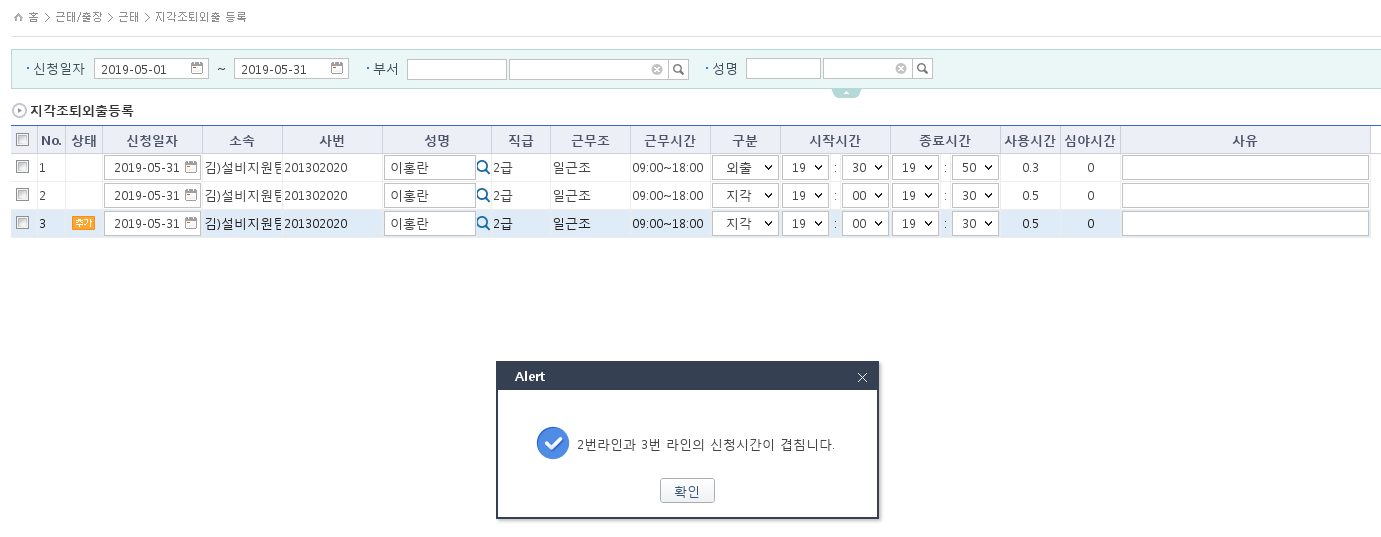 홈 > 근태/출장 > 근태 > 지각조퇴외출 등록
· 신청일자 2019-05-01 ~ 2019-05-31 · 부서 · 성명
지각조퇴외출등록
No. 상태 신청일자 소속 사번 성명 직급 근무조 근무시간 구분 시작시간 종료시간 사용시간 심야시간 사유
1 2019-05-31 김)설비지원팀 201302020 이홍란 2급 일근조 09:00~18:00 외출 19 : 30 19 : 50 0.3 0
2 2019-05-31 김)설비지원팀 201302020 이홍란 2급 일근조 09:00~18:00 지각 19 : 00 19 : 30 0.5 0
3 추가 2019-05-31 김)설비지원팀 201302020 이홍란 2급 일근조 09:00~18:00 지각 19 : 00 19 : 30 0.5 0
Alert
2번라인과 3번 라인의 신청시간이 겹침니다.
확인